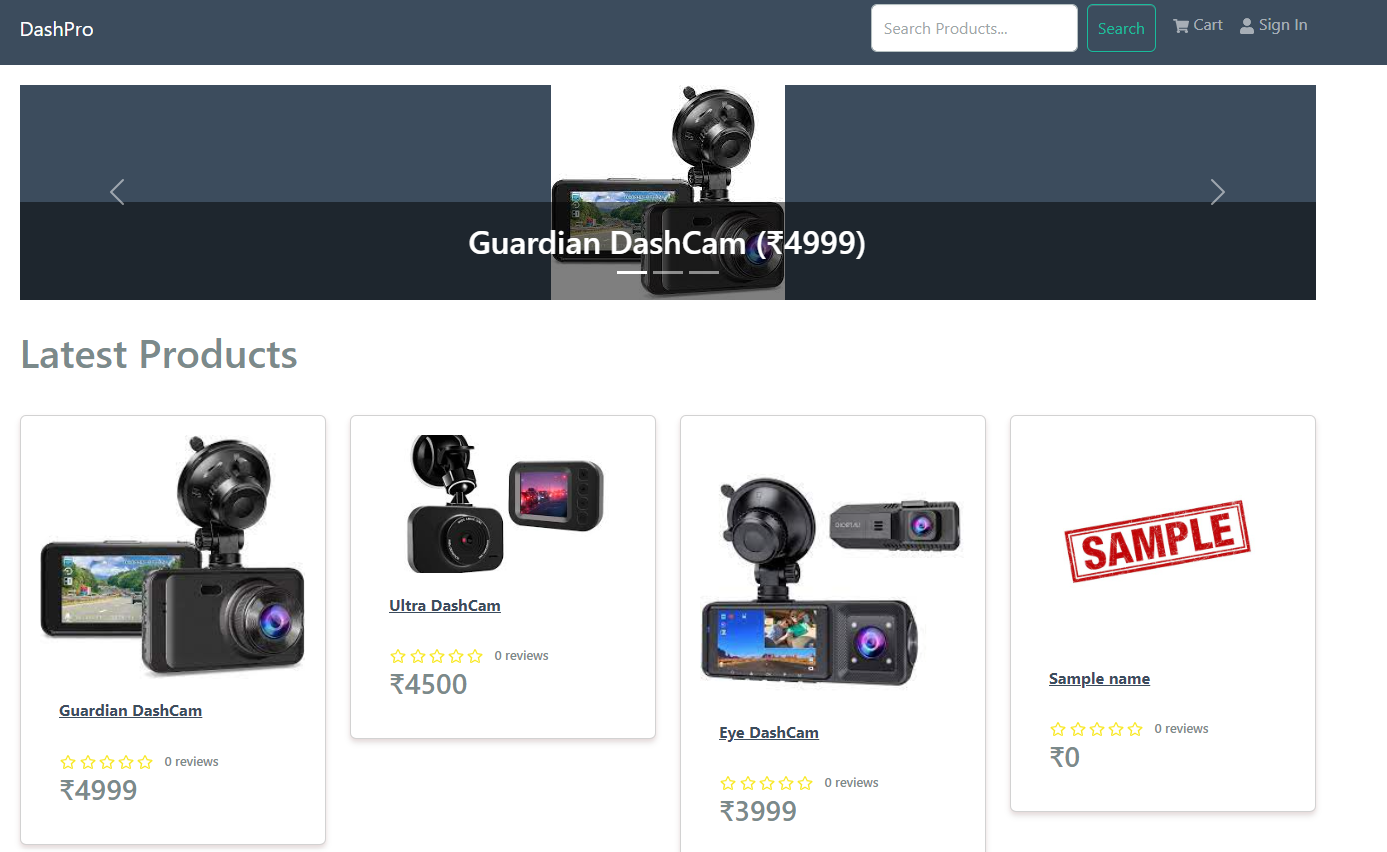 DashPro
Search Products...
Search
Cart
Sign In
Guardian DashCam (₹4999)
Latest Products
Guardian DashCam
0 reviews
₹4999
Ultra DashCam
0 reviews
₹4500
Eye DashCam
0 reviews
₹3999
SAMPLE
Sample name
0 reviews
₹0